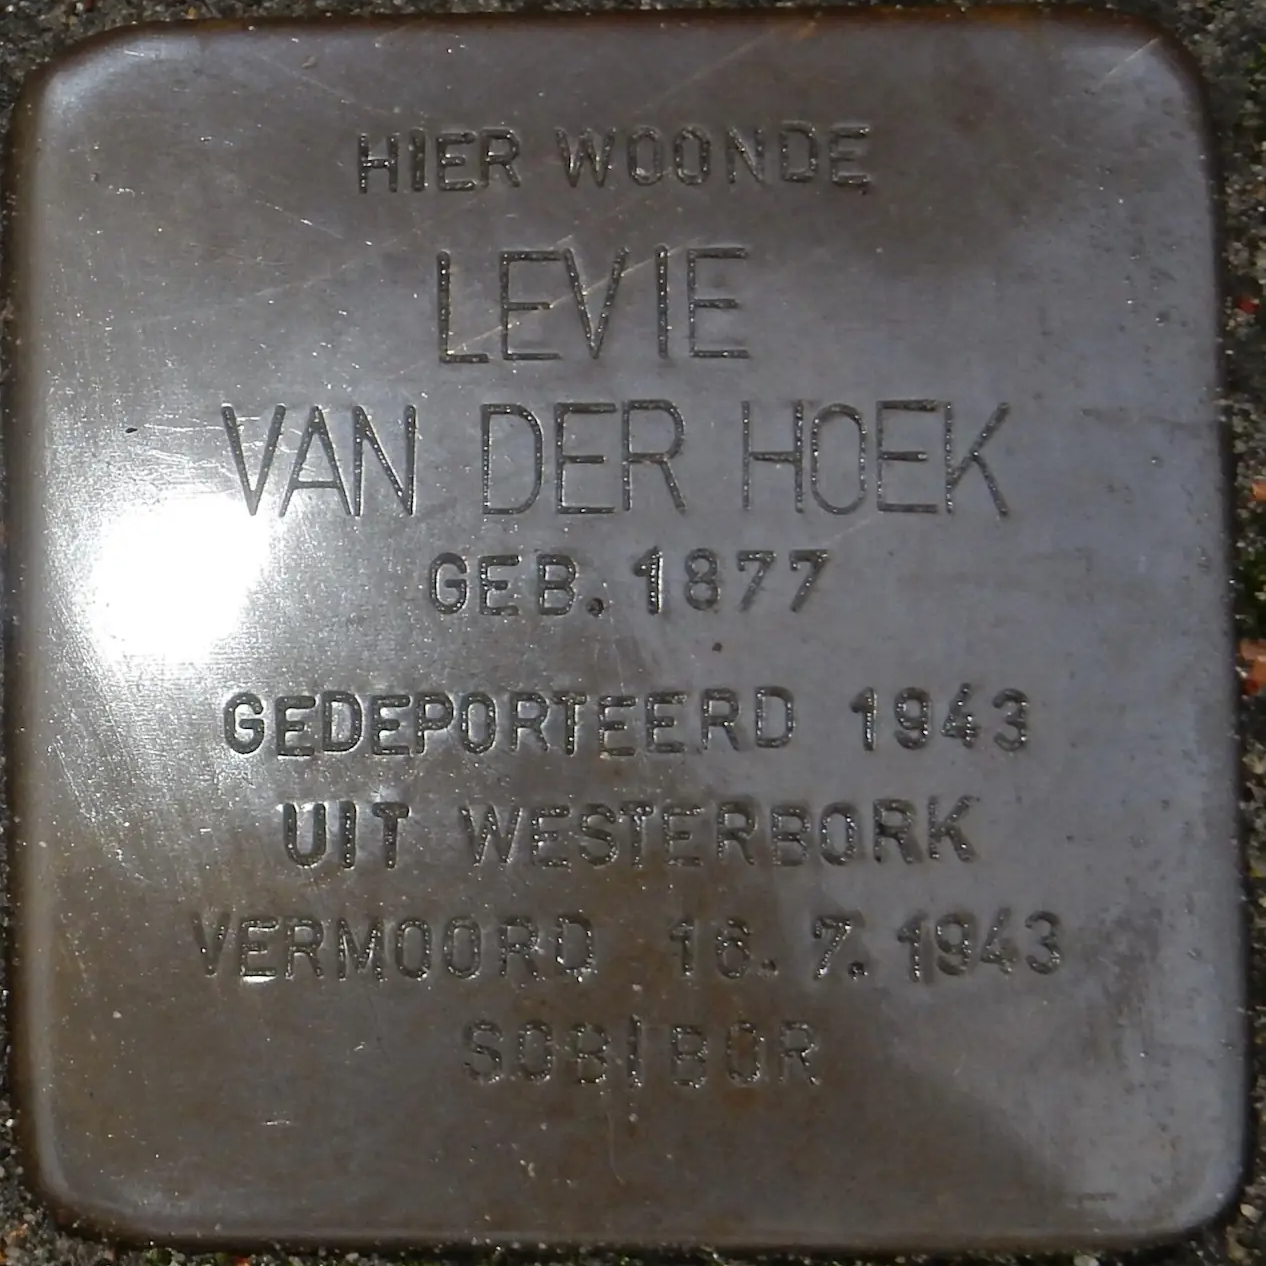 HIER WOONDE
LEVIE
VAN DER HOEK
GEB. 1877
GEDEPORTEERD 1943
UIT WESTERBORK
VERMOORD 16.7.1943
SOBIBOR